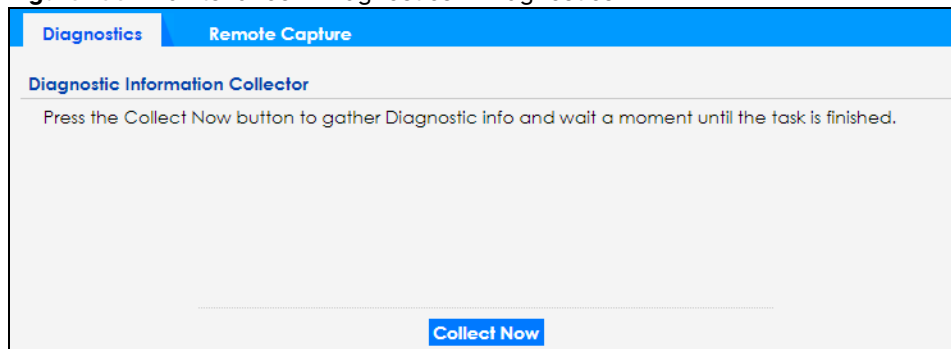 Diagnostics Remote Capture
Diagnostic Information Collector
Press the Collect Now button to gather Diagnostic info and wait a moment until the task is finished.
Collect Now